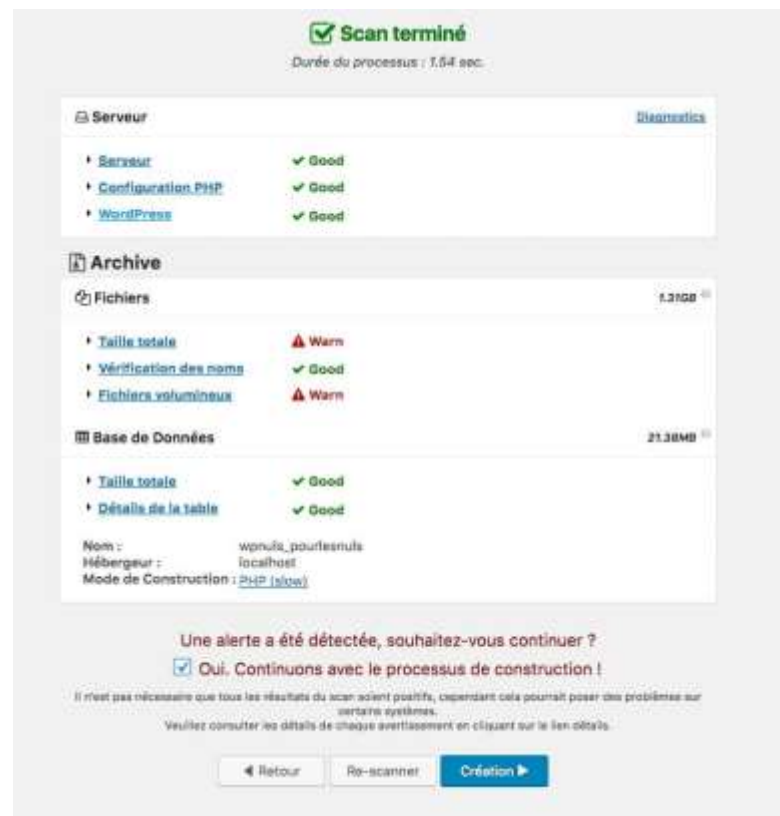 Scan terminé
Durée du processus : 1.54 sec.
Serveur Diagnostics
Serveur Good
Configuration PHP Good
WordPress Good
Archive
Fichiers 1.31GB
Taille totale Warn
Vérification des noms Good
Fichiers volumineux Warn
Base de Données 21.38MB
Taille totale Good
Détails de la table Good
Nom : wpnuls_pourlesnuls
Hébergeur : localhost
Mode de Construction : PHP (slow)
Une alerte a été détectée, souhaitez-vous continuer ?
Oui. Continuons avec le processus de construction !
Il n'est pas nécessaire que tous les résultats du scan soient positifs, cependant cela pourrait poser des problèmes sur
certains systèmes.
Veuillez consulter les détails de chaque avertissement en cliquant sur le lien détails.
Retour Re-scanner Création